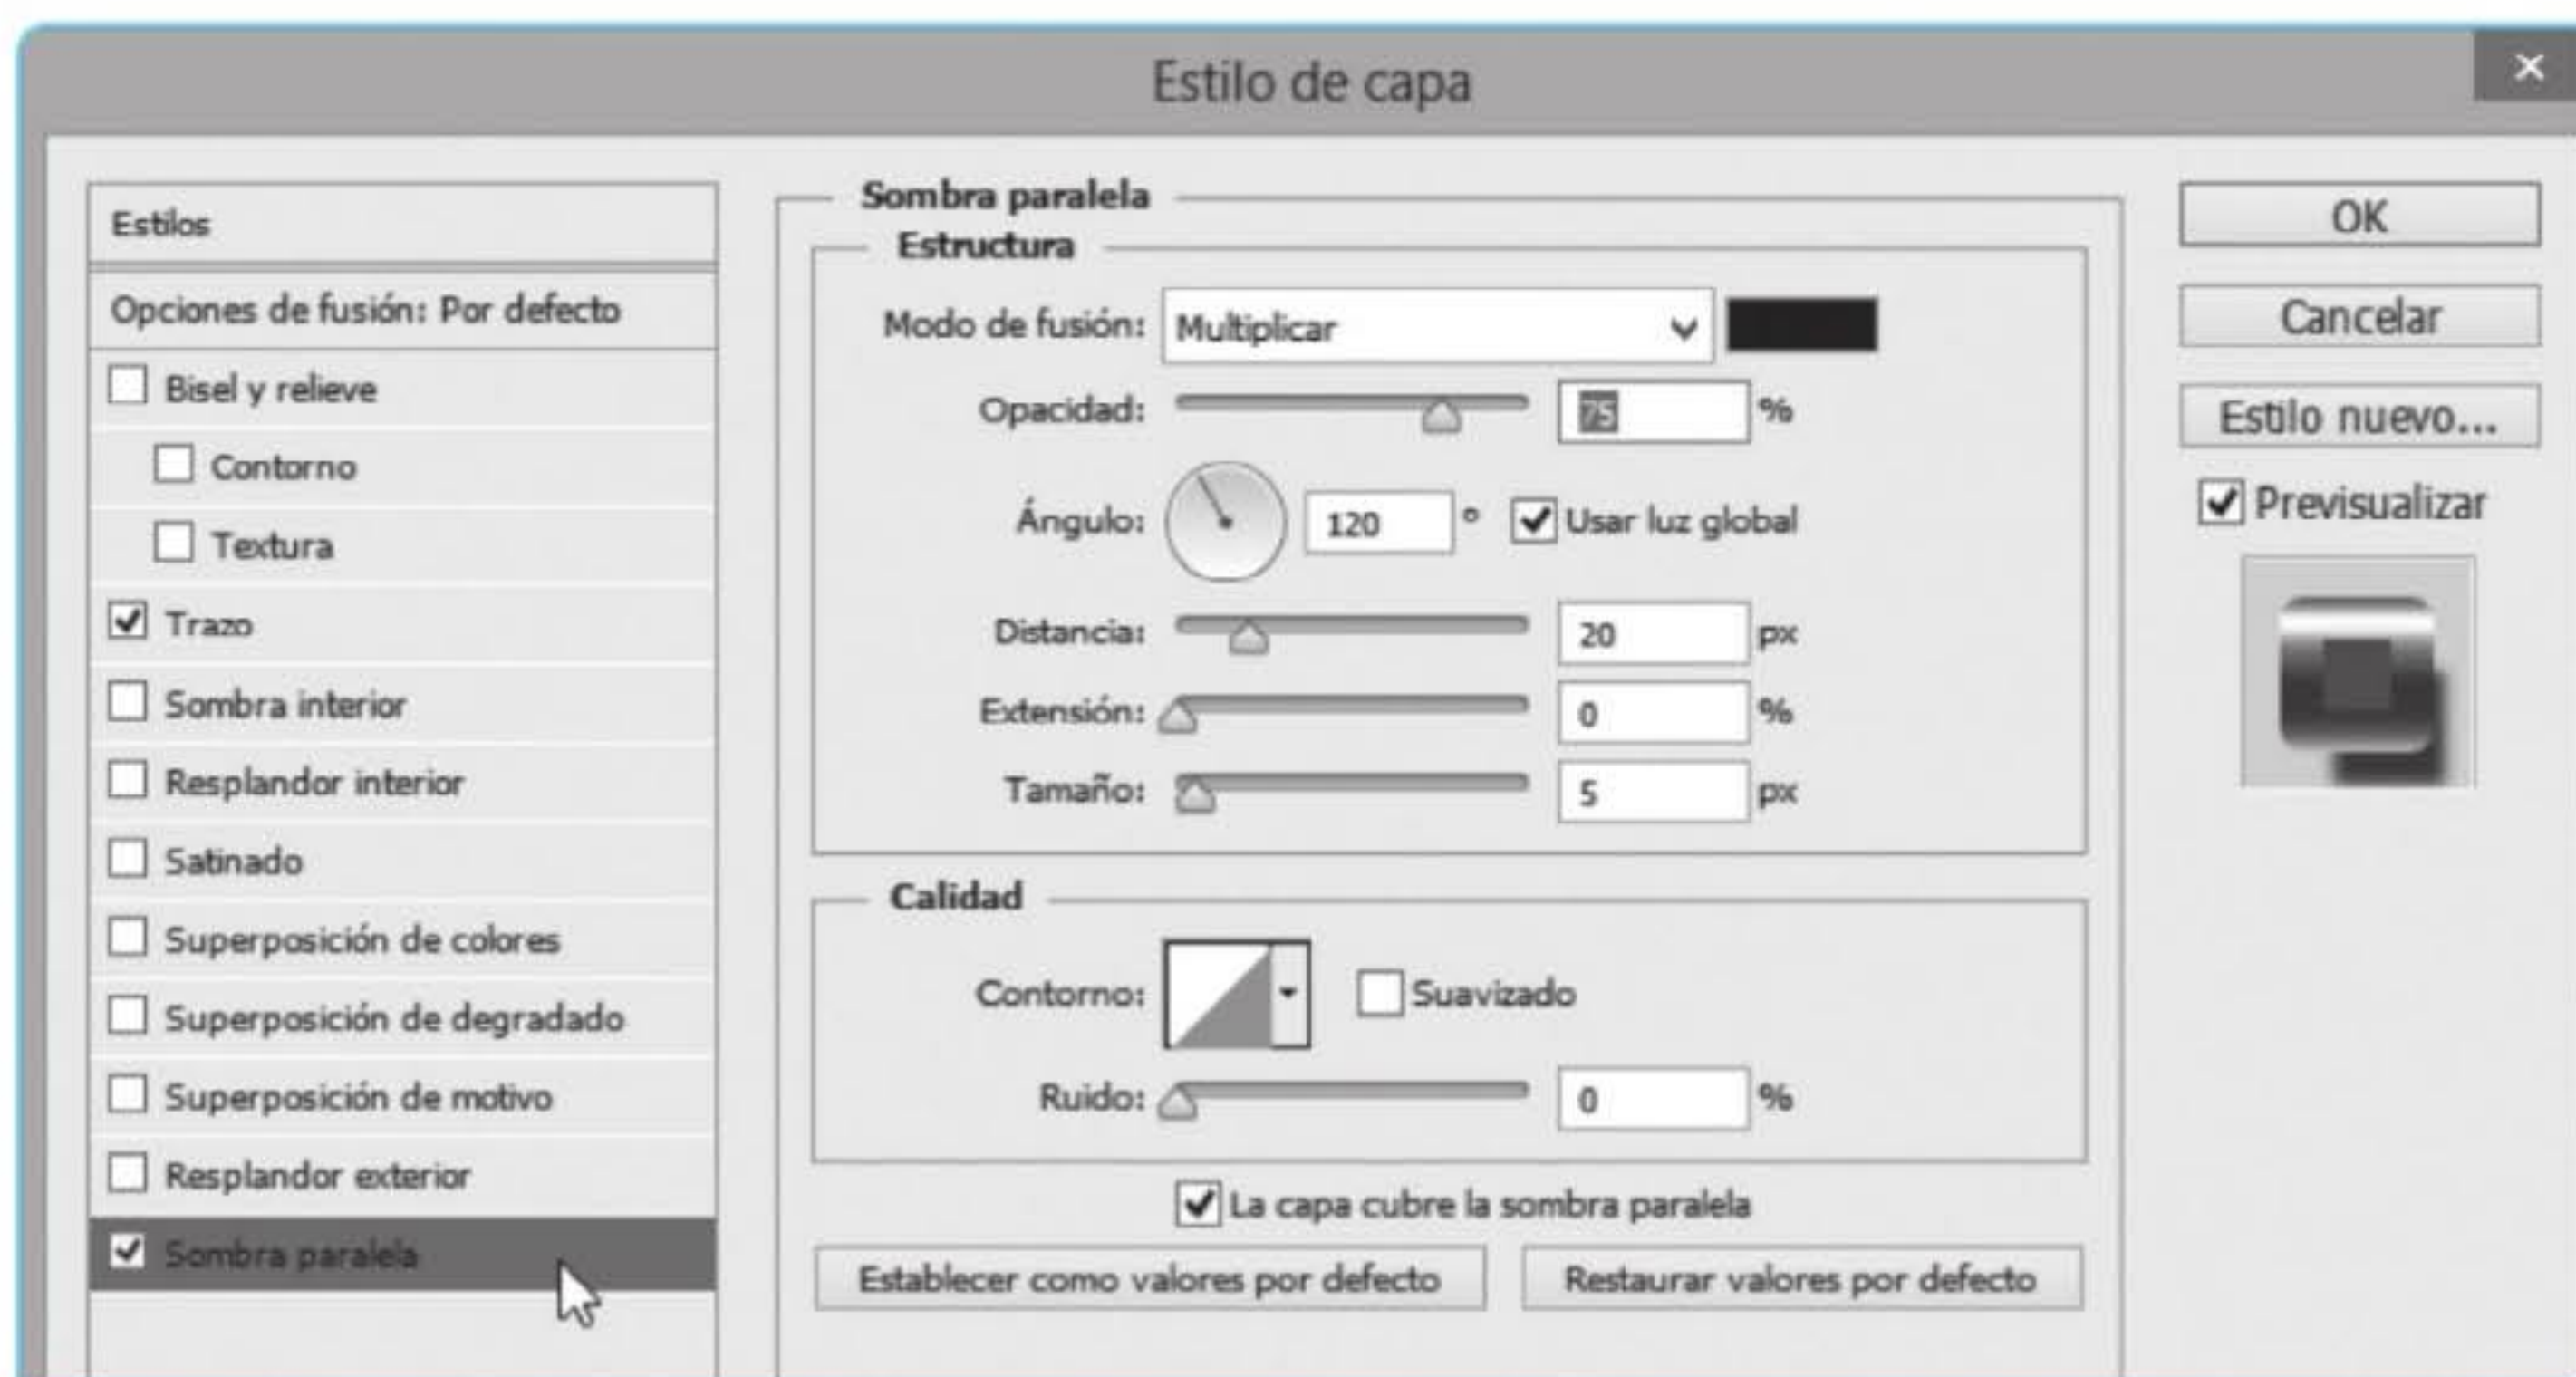 Estilo de capa
Estilos
Opciones de fusión: Por defecto
Bisel y relieve
Contorno
Textura
Trazo
Sombra interior
Resplandor interior
Satinado
Superposición de colores
Superposición de degradado
Superposición de motivo
Resplandor exterior
Sombra paralela
Sombra paralela
Estructura
Modo de fusión: Multiplicar
Opacidad: 75 %
Ángulo: 120 ° Usar luz global
Distancia: 20 px
Extensión: 0 %
Tamaño: 5 px
Calidad
Contorno: Suavizado
Ruido: 0 %
La capa cubre la sombra paralela
Establecer como valores por defecto
Restaurar valores por defecto
OK
Cancelar
Estilo nuevo...
Previsualizar